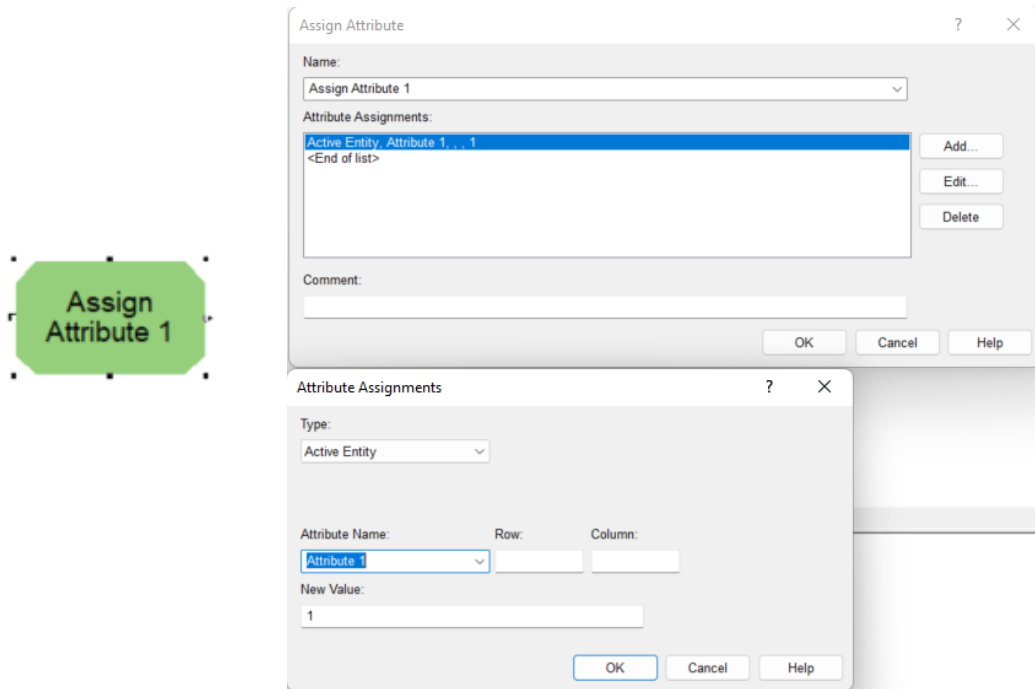 Assign
Attribute 1
Assign Attribute ?
Name:
Assign Attribute 1
Attribute Assignments:
Active Entity, Attribute 1, , , 1
<End of list>
Add...
Edit...
Delete
Comment:
OK Cancel Help
Attribute Assignments ?
Type:
Active Entity
Attribute Name: Row: Column:
Attribute 1
New Value:
1
OK Cancel Help